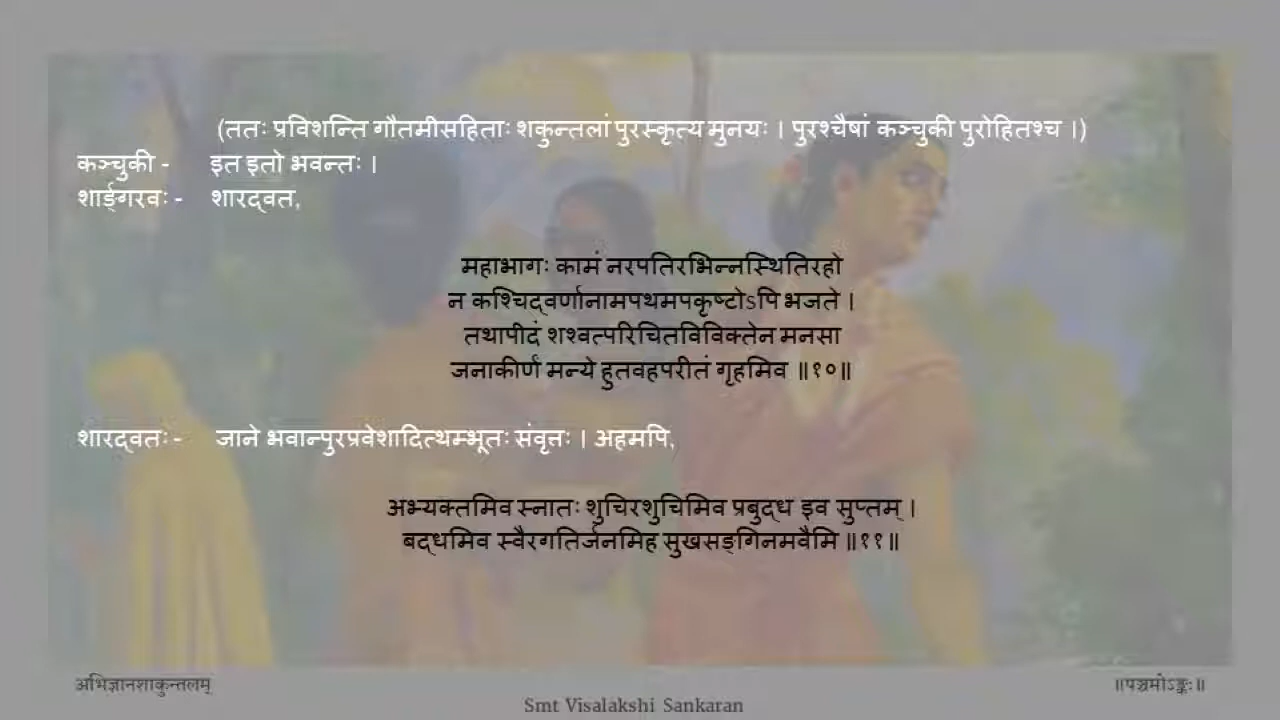 (ततः प्रविशन्ति गौतमीसहिताः शकुन्तलां पुरस्कृत्य मुनयः । पुरश्चैषां कञ्चुकी पुरोहितश्च ।)
कञ्चुकी - इत इतो भवन्तः ।
शार्ङ्गरवः - शारद्वत,
महाभागः कामं नरपतिरभिन्नस्थितिरहो
न कश्चिद्वर्णानामपथमपकृष्टोऽपि भजते ।
तथापीदं शश्वत्परिचितविविक्तेन मनसा
जनाकीर्णं मन्ये हुतवहपरीतं गृहमिव ॥१०॥
शारद्वतः - जाने भवान्पुरप्रवेशादित्थम्भूतः संवृत्तः । अहमपि,
अभ्यक्तमिव स्नातः शुचिरशुचिमिव प्रबुद्ध इव सुप्तम् ।
बद्धमिव स्वैरगतिर्जनमिह सुखसङ्गिनमवैमि ॥११॥
अभिज्ञानशाकुन्तलम् ॥पञ्चमोऽङ्कः॥
Smt Visalakshi Sankaran